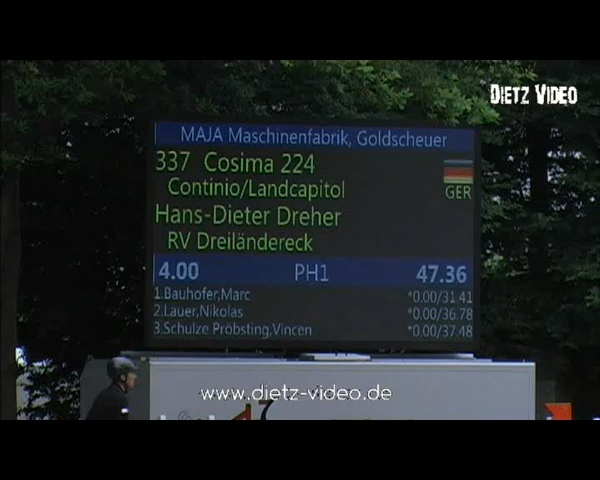 DIETZ VIDEO
MAJA Maschinenfabrik, Goldscheuer
337 Cosima 224
Continio/Landcapitol
GER
Hans-Dieter Dreher
RV Dreiländereck
4.00 PH1 47.36
1.Bauhofer,Marc *0.00/31.41
2.Lauer,Nikolas *0.00/36.78
3.Schulze Pröbsting,Vincen *0.00/37.48
www.dietz-video.de
7